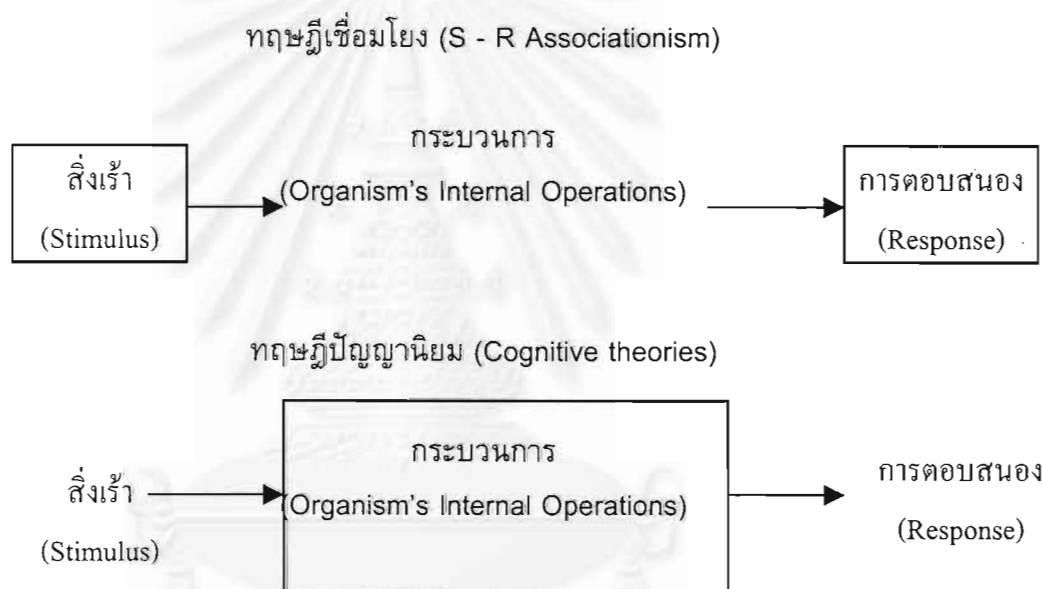 ทฤษฎีเชื่อมโยง (S - R Associationism)
กระบวนการ
สิ่งเร้า
(Organism's Internal Operations)
การตอบสนอง
(Stimulus)
(Response)
ทฤษฎีปัญญานิยม (Cognitive theories)
กระบวนการ
สิ่งเร้า
(Organism's Internal Operations)
การตอบสนอง
(Stimulus)
(Response)